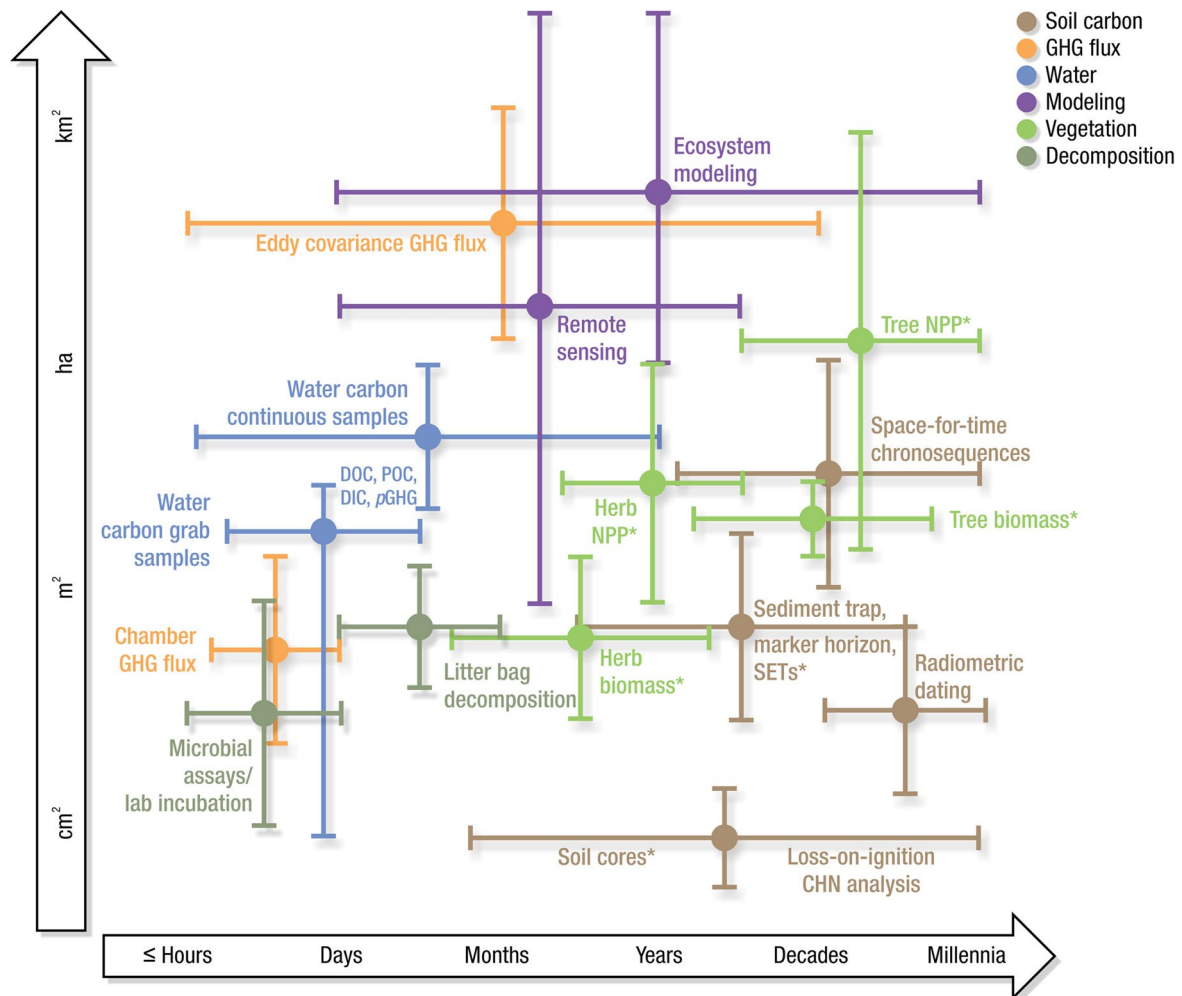 Soil carbon
GHG flux
Water
Modeling
Vegetation
Decomposition
km²
ha
m²
cm²
Ecosystem
modeling
Eddy covariance GHG flux
Remote
sensing
Tree NPP*
Water carbon
continuous samples
Space-for-time
chronosequences
DOC, POC,
DIC, pGHG
Water
carbon grab
samples
Herb
NPP*
Tree biomass*
Sediment trap,
marker horizon,
SETs*
Chamber
GHG flux
Litter bag
decomposition
Herb
biomass*
Radiometric
dating
Microbial
assays/
lab incubation
Soil cores*
Loss-on-ignition
CHN analysis
≤ Hours
Days
Months
Years
Decades
Millennia